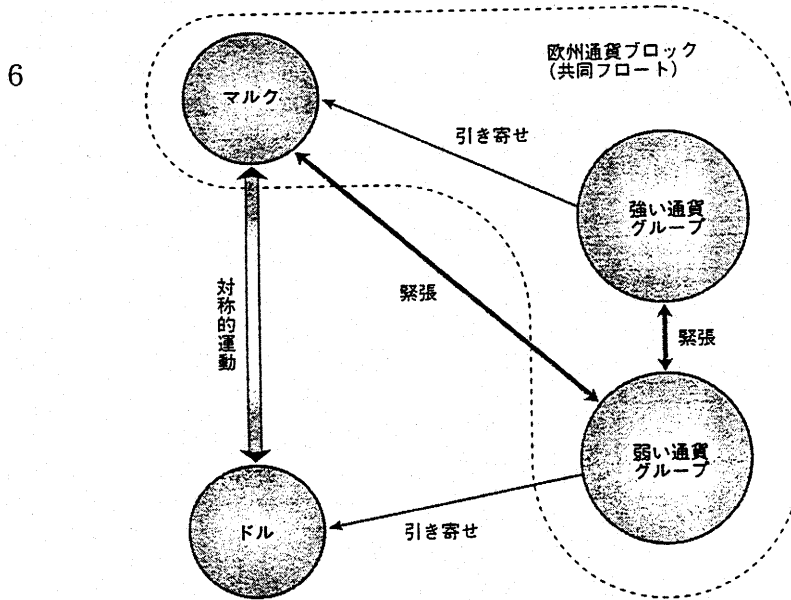 6
欧州通貨ブロック
(共同フロート)
マルク
引き寄せ
強い通貨
グループ
対称的運動
緊張
緊張
弱い通貨
グループ
ドル
引き寄せ